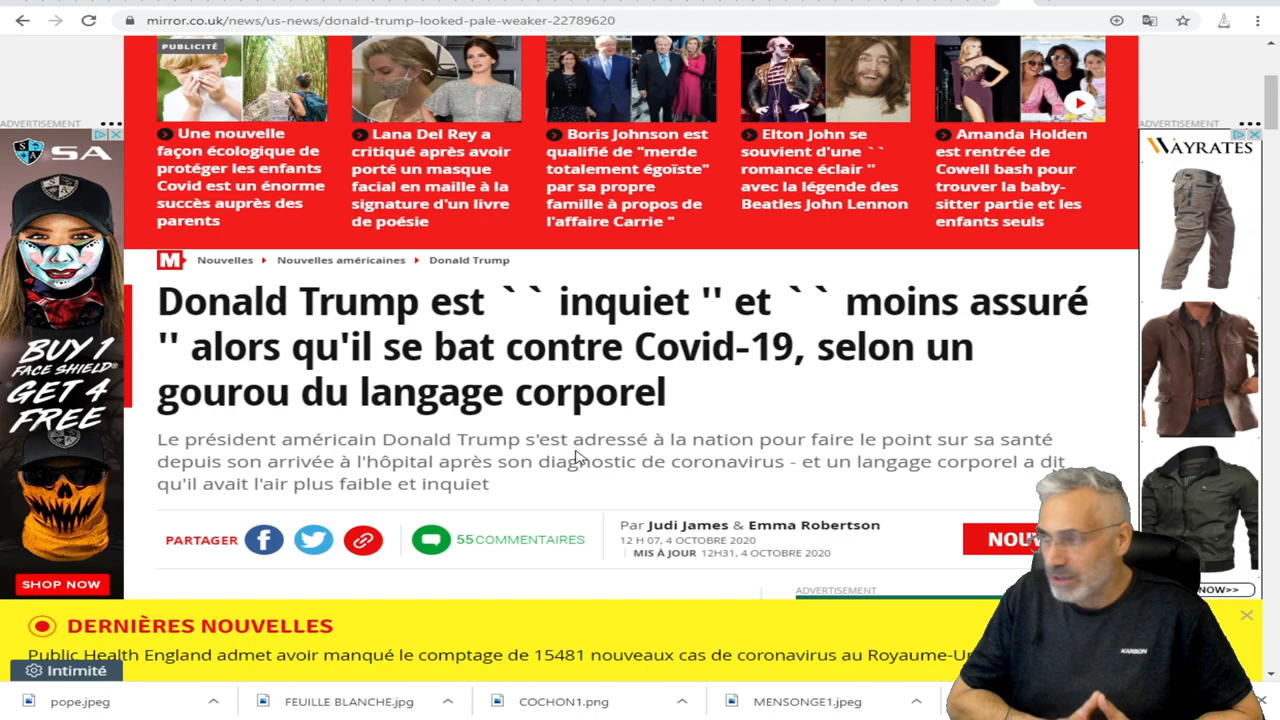 mirror.co.uk/news/us-news/donald-trump-looked-pale-weaker-22789620
PUBLICITÉ
Une nouvelle
façon écologique de
protéger les enfants
Covid est un énorme
succès auprès des
parents
Lana Del Rey a
critiqué après avoir
porté un masque
facial en maille à la
signature d'un livre
de poésie
Boris Johnson est
qualifié de "merde
totalement égoïste"
par sa propre
famille à propos de
l'affaire Carrie "
Elton John se
souvient d'une ``
romance éclair ''
avec la légende des
Beatles John Lennon
Amanda Holden
est rentrée de
Cowell bash pour
trouver la baby-
sitter partie et les
enfants seuls
ADVERTISEMENT
SA
BUY 1
FACE SHIELD®
GET 4
FREE
SHOP NOW
ADVERTISEMENT
WAYRATES
NOW>>
M Nouvelles Nouvelles américaines Donald Trump
Donald Trump est `` inquiet '' et `` moins assuré
'' alors qu'il se bat contre Covid-19, selon un
gourou du langage corporel
Le président américain Donald Trump s'est adressé à la nation pour faire le point sur sa santé
depuis son arrivée à l'hôpital après son diagnostic de coronavirus - et un langage corporel a dit
qu'il avait l'air plus faible et inquiet
PARTAGER
55 COMMENTAIRES
Par Judi James & Emma Robertson
12 H 07, 4 OCTOBRE 2020
MIS À JOUR 12H31, 4 OCTOBRE 2020
ADVERTISEMENT
DERNIÈRES NOUVELLES
Public Health England admet avoir manqué le comptage de 15481 nouveaux cas de coronavirus au Royaume-
Intimité
KARBON
pope.jpeg
FEUILLE BLANCHE.jpg
COCHON1.png
MENSONGE1.jpeg